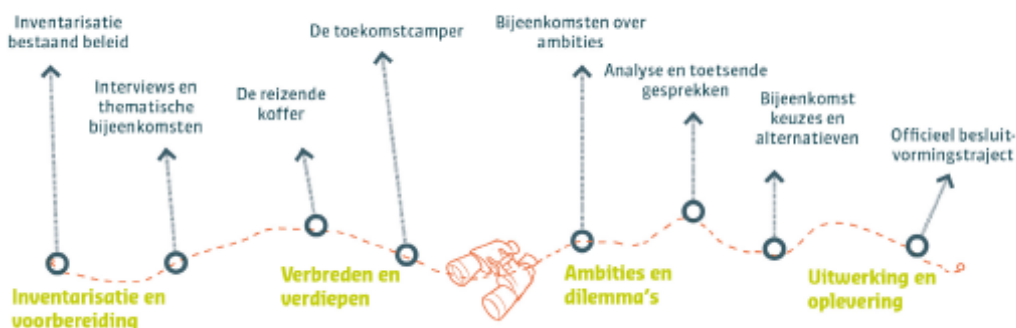 Inventarisatie
bestaand beleid
Interviews en
thematische
bijeenkomsten
De reizende
koffer
De toekomstcamper
Bijeenkomsten over
ambities
Analyse en toetsende
gesprekken
Bijeenkomst
keuzes en
alternatieven
Officieel besluit-
vormingstraject
Inventarisatie en
voorbereiding
Verbreden en
verdiepen
Ambities en
dilemma's
Uitwerking en
oplevering